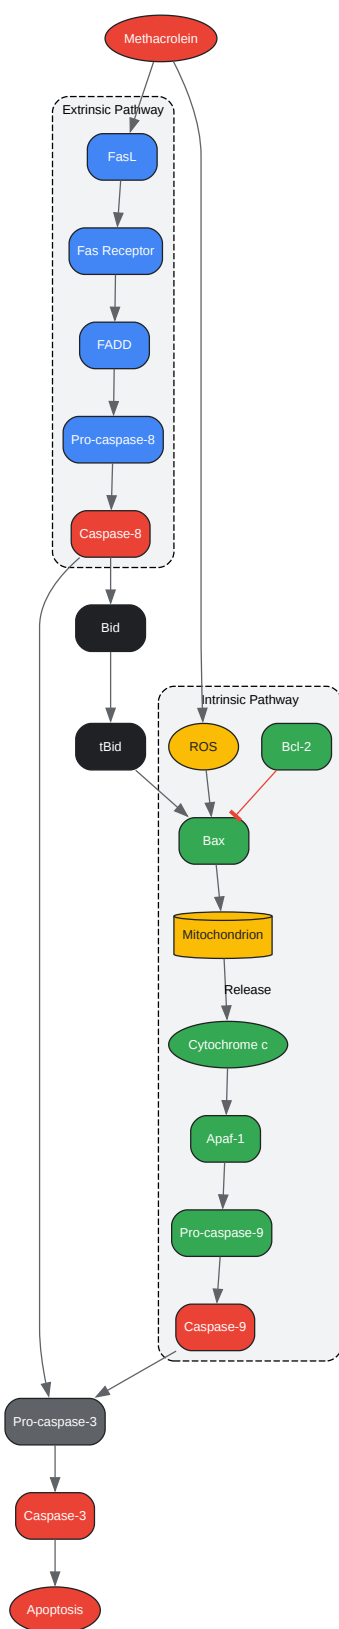 Methacrolein
Extrinsic Pathway
FasL
Fas Receptor
FADD
Pro-caspase-8
Caspase-8
Bid
Intrinsic Pathway
tBid
ROS
Bcl-2
Bax
Mitochondrion
Release
Cytochrome c
Apaf-1
Pro-caspase-9
Caspase-9
Pro-caspase-3
Caspase-3
Apoptosis